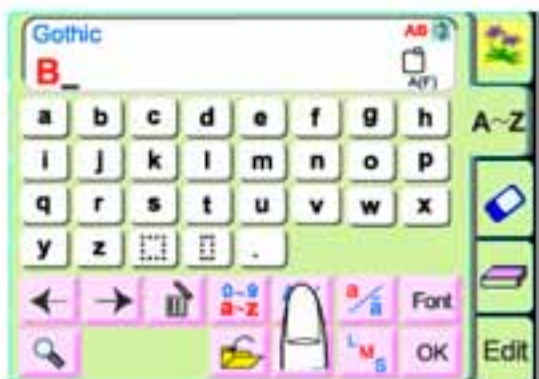 Gothic
AB
B_
A(F)
a b c d e f g h
A~Z
i j k l m n o p
q r s t u v w x
y z .
0~9
a~z
a/ä
Font
L M S
OK
Edit